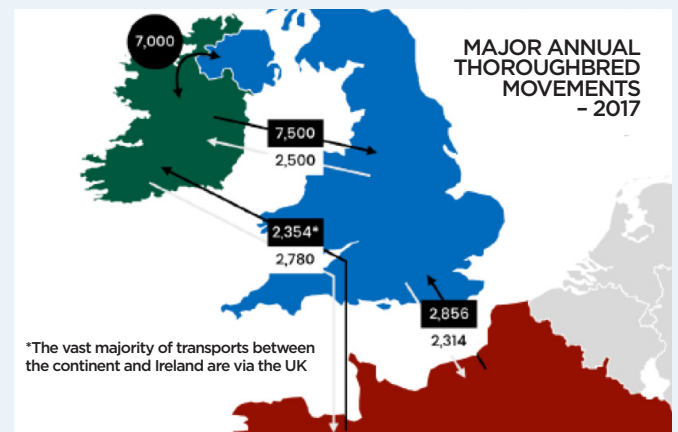 MAJOR ANNUAL
THOROUGHBRED
MOVEMENTS
– 2017
7,000
7,500
2,500
2,354*
2,780
2,856
2,314
*The vast majority of transports between
the continent and Ireland are via the UK